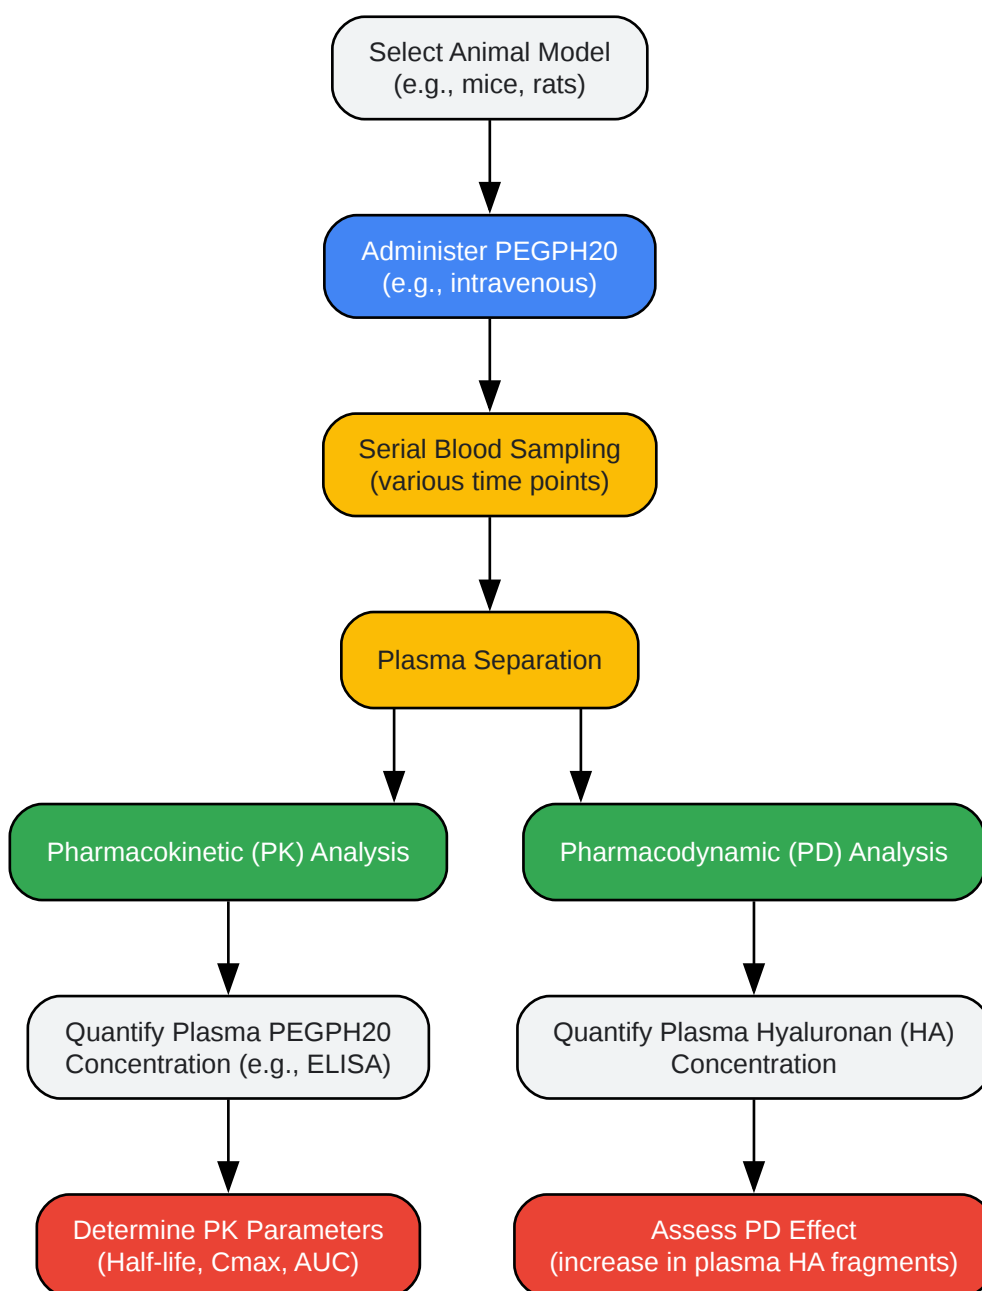 Select Animal Model
(e.g., mice, rats)
Administer PEGPH20
(e.g., intravenous)
Serial Blood Sampling
(various time points)
Plasma Separation
Pharmacokinetic (PK) Analysis
Pharmacodynamic (PD) Analysis
Quantify Plasma PEGPH20
Concentration (e.g., ELISA)
Quantify Plasma Hyaluronan (HA)
Concentration
Determine PK Parameters
(Half-life, Cmax, AUC)
Assess PD Effect
(increase in plasma HA fragments)